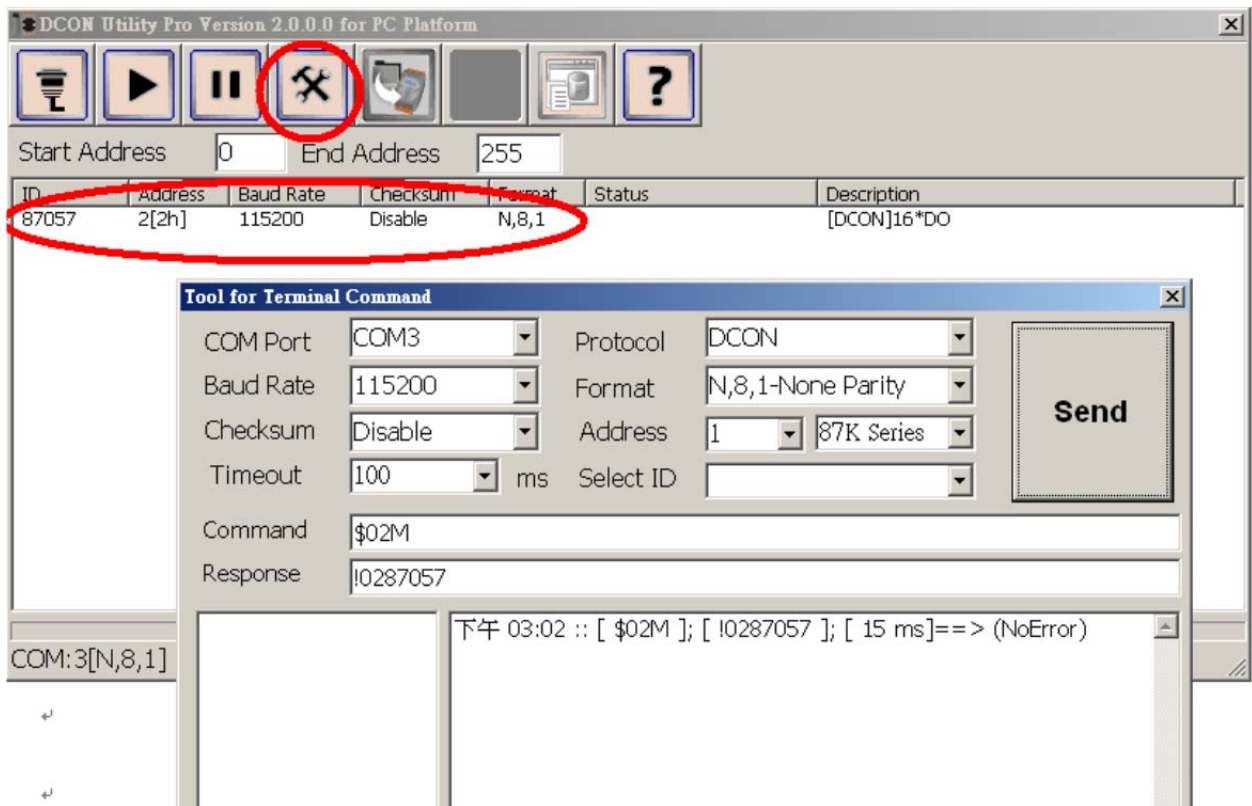 DCON Utility Pro Version 2.0.0.0 for PC Platform
Start Address 0 End Address 255
ID Address Baud Rate Checksum Format Status Description
87057 2[2h] 115200 Disable N,8,1 [DCON]16*DO
Tool for Terminal Command
COM Port COM3 Protocol DCON
Baud Rate 115200 Format N,8,1-None Parity
Checksum Disable Address 1 87K Series
Timeout 100 ms Select ID
Send
Command $02M
Response !0287057
下午 03:02 :: [ $02M ]; [ !0287057 ]; [ 15 ms]==> (NoError)
COM:3[N,8,1]